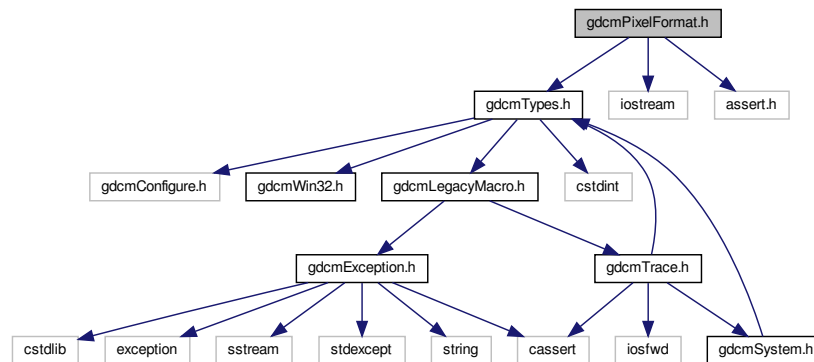 gdcmPixelFormat.h
gdcmTypes.h
iostream
assert.h
gdcmConfigure.h
gdcmWin32.h
gdcmLegacyMacro.h
cstdint
gdcmException.h
gdcmTrace.h
cstdlib
exception
sstream
stdexcept
string
cassert
iosfwd
gdcmSystem.h